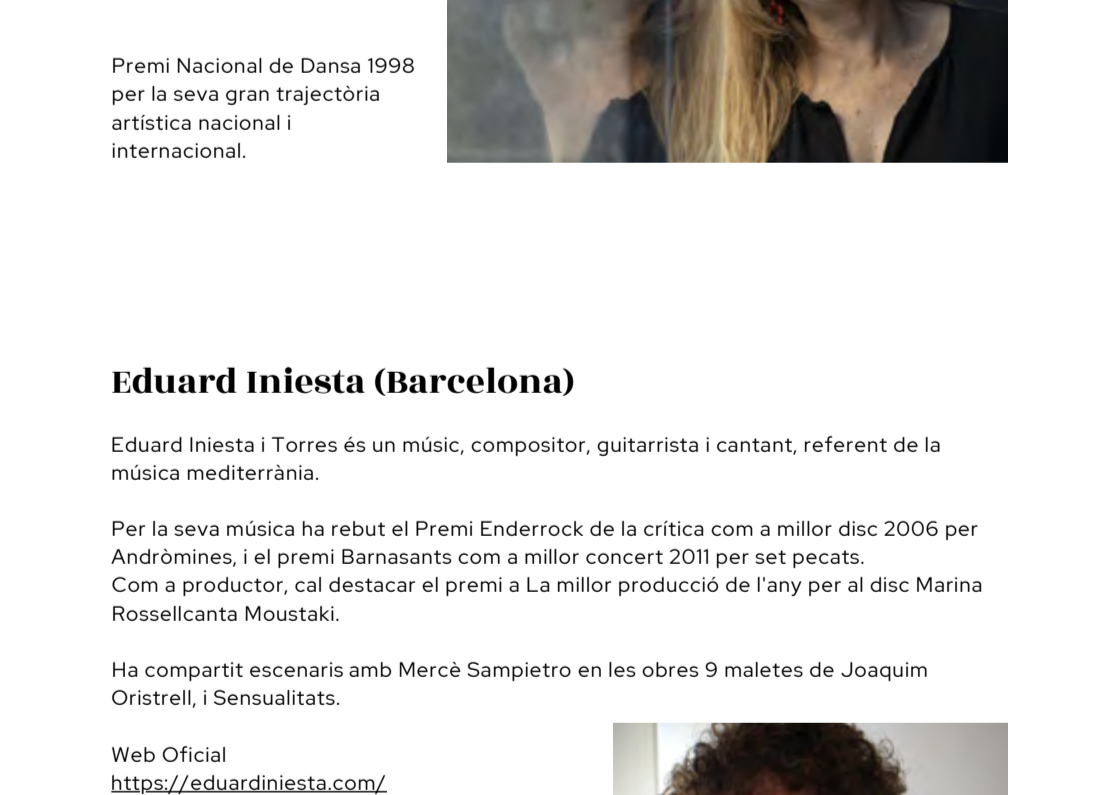 Premi Nacional de Dansa 1998
per la seva gran trajectòria
artística nacional i
internacional.
Eduard Iniesta (Barcelona)
Eduard Iniesta i Torres és un músic, compositor, guitarrista i cantant, referent de la
música mediterrània.
Per la seva música ha rebut el Premi Enderrock de la crítica com a millor disc 2006 per
Andròmines, i el premi Barnasants com a millor concert 2011 per set pecats.
Com a productor, cal destacar el premi a La millor producció de l'any per al disc Marina
Rossellcanta Moustaki.
Ha compartit escenaris amb Mercè Sampietro en les obres 9 maletes de Joaquim
Oristrell, i Sensualitats.
Web Oficial
https://eduardiniesta.com/